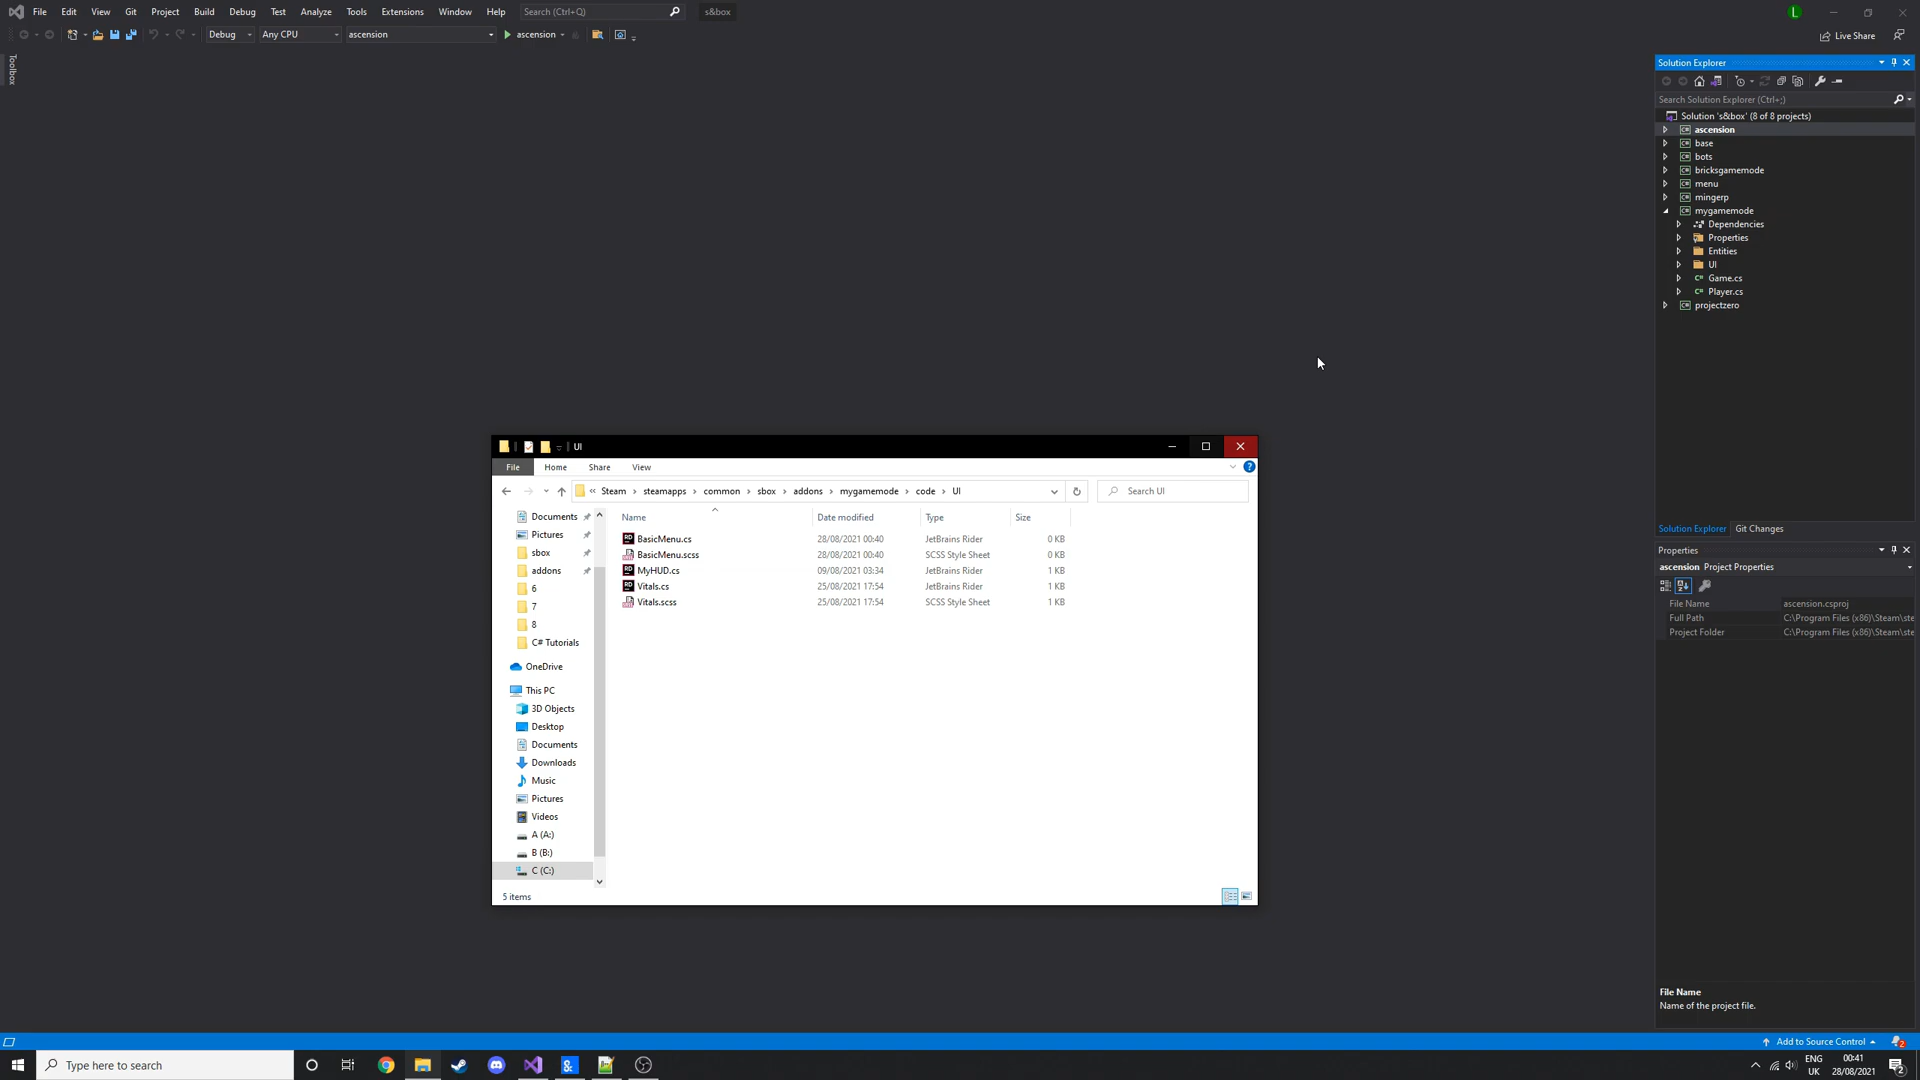 File Edit View Git Project Build Debug Test Analyze Tools Extensions Window Help Search (Ctrl+Q) s&box L
Debug Any CPU ascension ascension Live Share
Toolbox
Solution Explorer
Search Solution Explorer (Ctrl+;)
Solution 's&box' (8 of 8 projects)
ascension
base
bots
bricksgamemode
menu
mingerp
mygamemode
Dependencies
Properties
Entities
UI
Game.cs
Player.cs
projectzero
Solution Explorer Git Changes
Properties
ascension Project Properties
File Name ascension.csproj
Full Path C:\Program Files (x86)\Steam\ste
Project Folder C:\Program Files (x86)\Steam\ste
File Name
Name of the project file.
UI
File Home Share View
« Steam › steamapps › common › sbox › addons › mygamemode › code › UI Search UI
Name Date modified Type Size
BasicMenu.cs 28/08/2021 00:40 JetBrains Rider 0 KB
BasicMenu.scss 28/08/2021 00:40 SCSS Style Sheet 0 KB
MyHUD.cs 09/08/2021 03:34 JetBrains Rider 1 KB
Vitals.cs 25/08/2021 17:54 JetBrains Rider 1 KB
Vitals.scss 25/08/2021 17:54 SCSS Style Sheet 1 KB
Documents
Pictures
sbox
addons
6
7
8
C# Tutorials
OneDrive
This PC
3D Objects
Desktop
Documents
Downloads
Music
Pictures
Videos
A (A:)
B (B:)
C (C:)
5 items
Add to Source Control 2
Type here to search
ENG
UK
00:41
28/08/2021
2